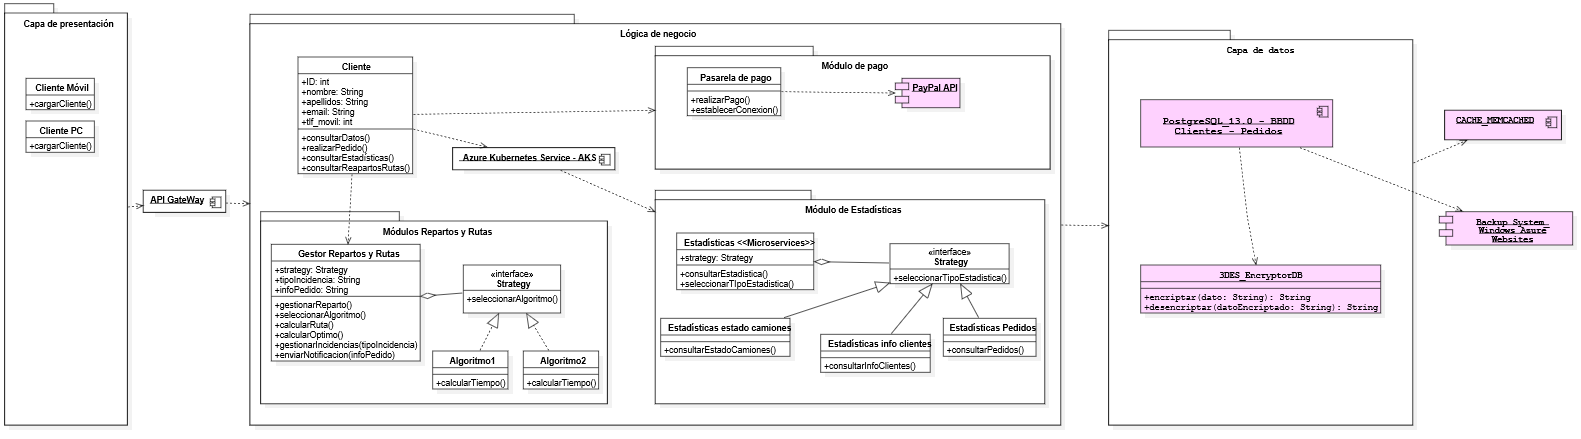 Capa de presentación
Cliente Móvil
+cargarCliente()
Cliente PC
+cargarCliente()
API GateWay
Lógica de negocio
Cliente
+ID: int
+nombre: String
+apellidos: String
+email: String
+tlf_movil: int
+consultarDatos()
+realizarPedido()
+consultarEstadísticas()
+consultarReapartosRutas()
Azure Kubernetes Service - AKS
Módulo de pago
Pasarela de pago
+realizarPago()
+establecerConexion()
PayPal API
Módulos Repartos y Rutas
Gestor Repartos y Rutas
+strategy: Strategy
+tipoIncidencia: String
+infoPedido: String
+gestionarReparto()
+seleccionarAlgoritmo()
+calcularRuta()
+calcularOptimo()
+gestionarIncidencias(tipoIncidencia)
+enviarNotificacion(infoPedido)
«interface»
Strategy
+seleccionarAlgoritmo()
Algoritmo1
+calcularTiempo()
Algoritmo2
+calcularTiempo()
Módulo de Estadísticas
Estadísticas <<Microservices>>
+strategy: Strategy
+consultarEstadistica()
+seleccionarTIpoEstadistica()
«interface»
Strategy
+seleccionarTipoEstadistica()
Estadísticas estado camiones
+consultarEstadoCamiones()
Estadísticas info clientes
+consultarInfoClientes()
Estadísticas Pedidos
+consultarPedidos()
Capa de datos
PostgreSQL_13.0 - BBDD
Clientes - Pedidos
3DES_EncryptorDB
+encriptar(dato: String): String
+desencriptar(datoEncriptado: String): String
CACHE_MEMCACHED
Backup System_
Windows Azure
Websites